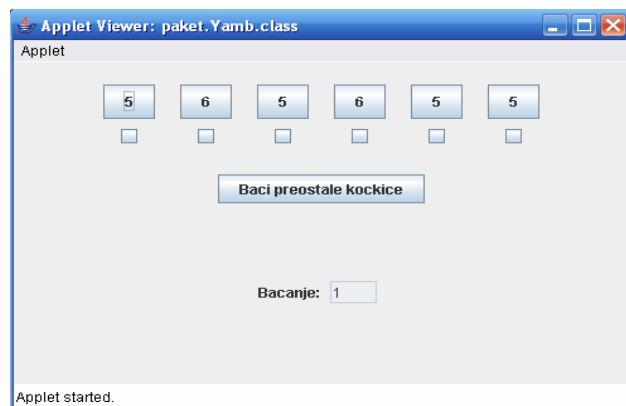 Applet Viewer: paket.Yamb.class
Applet
5 6 5 6 5 5
Baci preostale kockice
Bacanje: 1
Applet started.